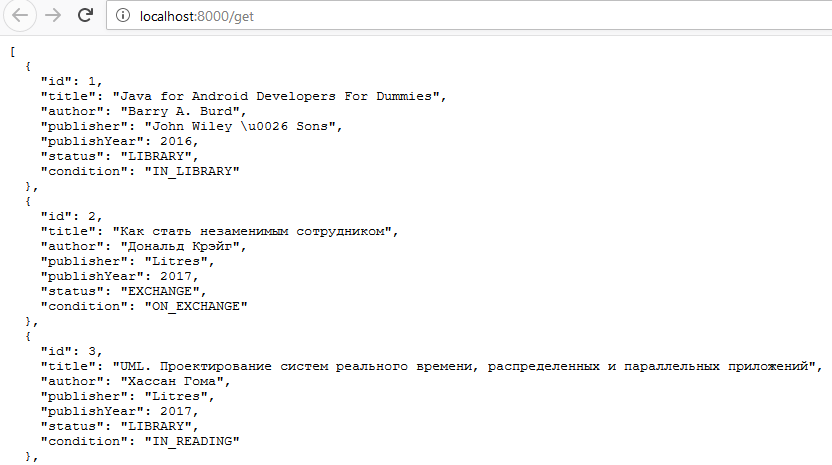 localhost:8000/get
[
  {
    "id": 1,
    "title": "Java for Android Developers For Dummies",
    "author": "Barry A. Burd",
    "publisher": "John Wiley \u0026 Sons",
    "publishYear": 2016,
    "status": "LIBRARY",
    "condition": "IN_LIBRARY"
  },
  {
    "id": 2,
    "title": "Как стать незаменимым сотрудником",
    "author": "Дональд Крэйг",
    "publisher": "Litres",
    "publishYear": 2017,
    "status": "EXCHANGE",
    "condition": "ON_EXCHANGE"
  },
  {
    "id": 3,
    "title": "UML. Проектирование систем реального времени, распределенных и параллельных приложений",
    "author": "Хассан Гома",
    "publisher": "Litres",
    "publishYear": 2017,
    "status": "LIBRARY",
    "condition": "IN_READING"
  },